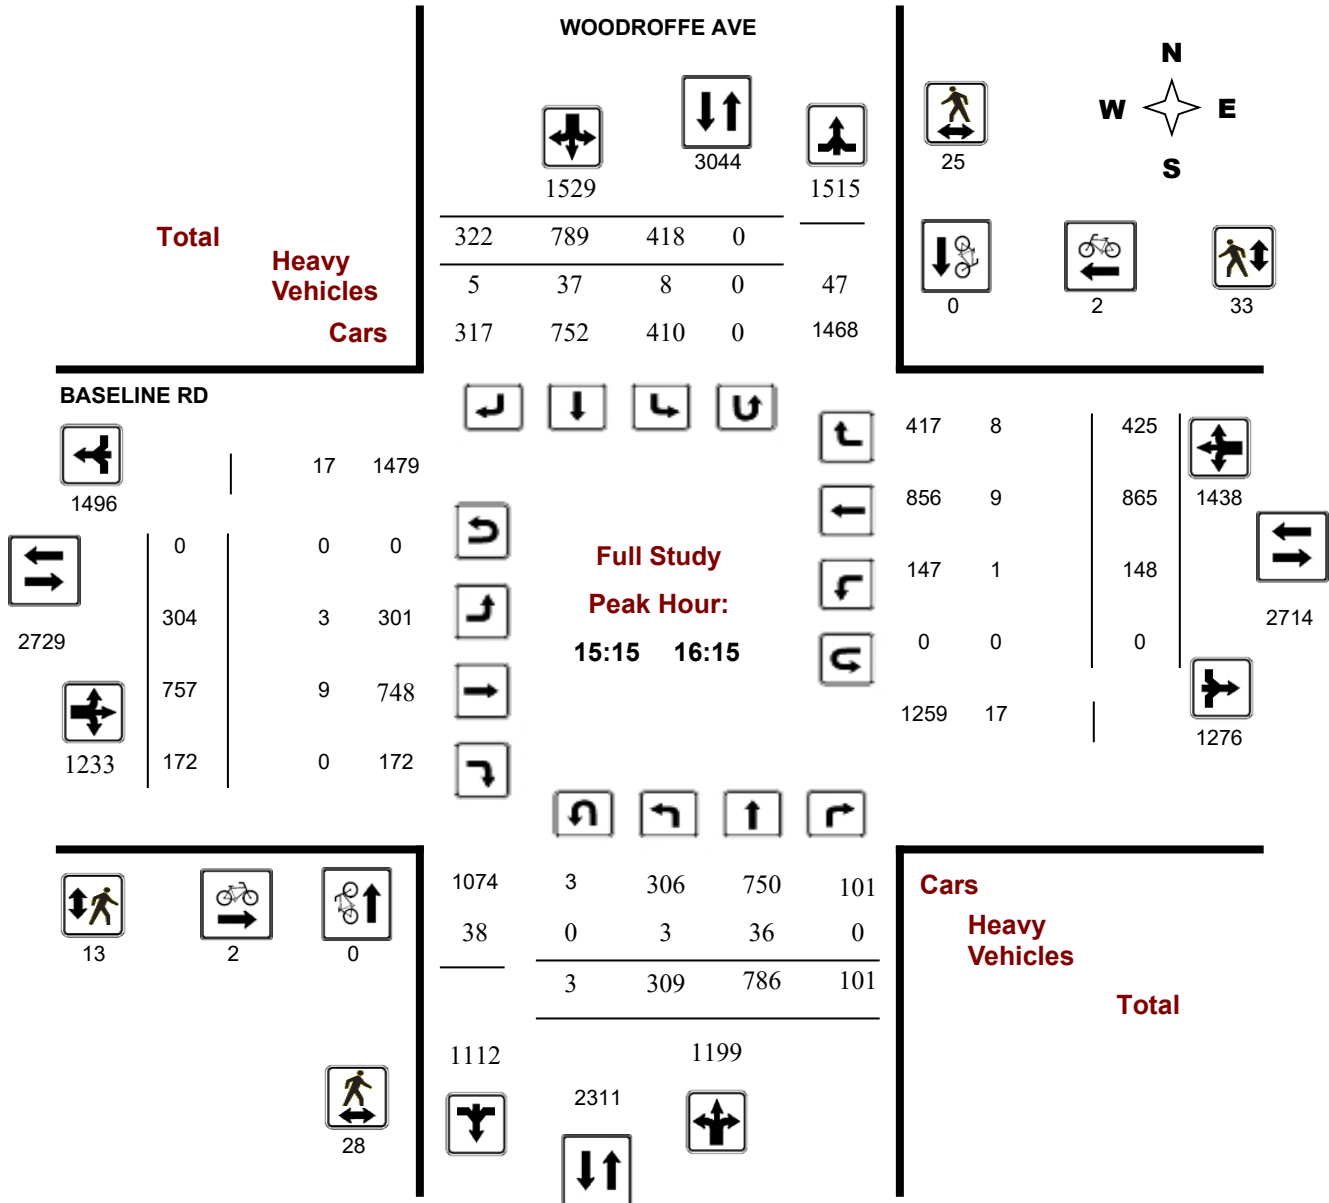 WOODROFFE AVE
N
W E
S
3044
25
1529 1515
Total 322 789 418 0
Heavy
Vehicles 5 37 8 0 47
0 2 33
Cars 317 752 410 0 1468
BASELINE RD
417 8 425
17 1479
1496
856 9 865 1438
0 0 0
Full Study
147 1 148
304 3 301
Peak Hour:
2714
2729
15:15 16:15
0 0 0
757 9 748
1259 17
1276
1233 172 0 172
1074 3 306 750 101 Cars
38 0 3 36 0 Heavy
Vehicles
13 2 0
3 309 786 101
Total
1112 1199
2311
28